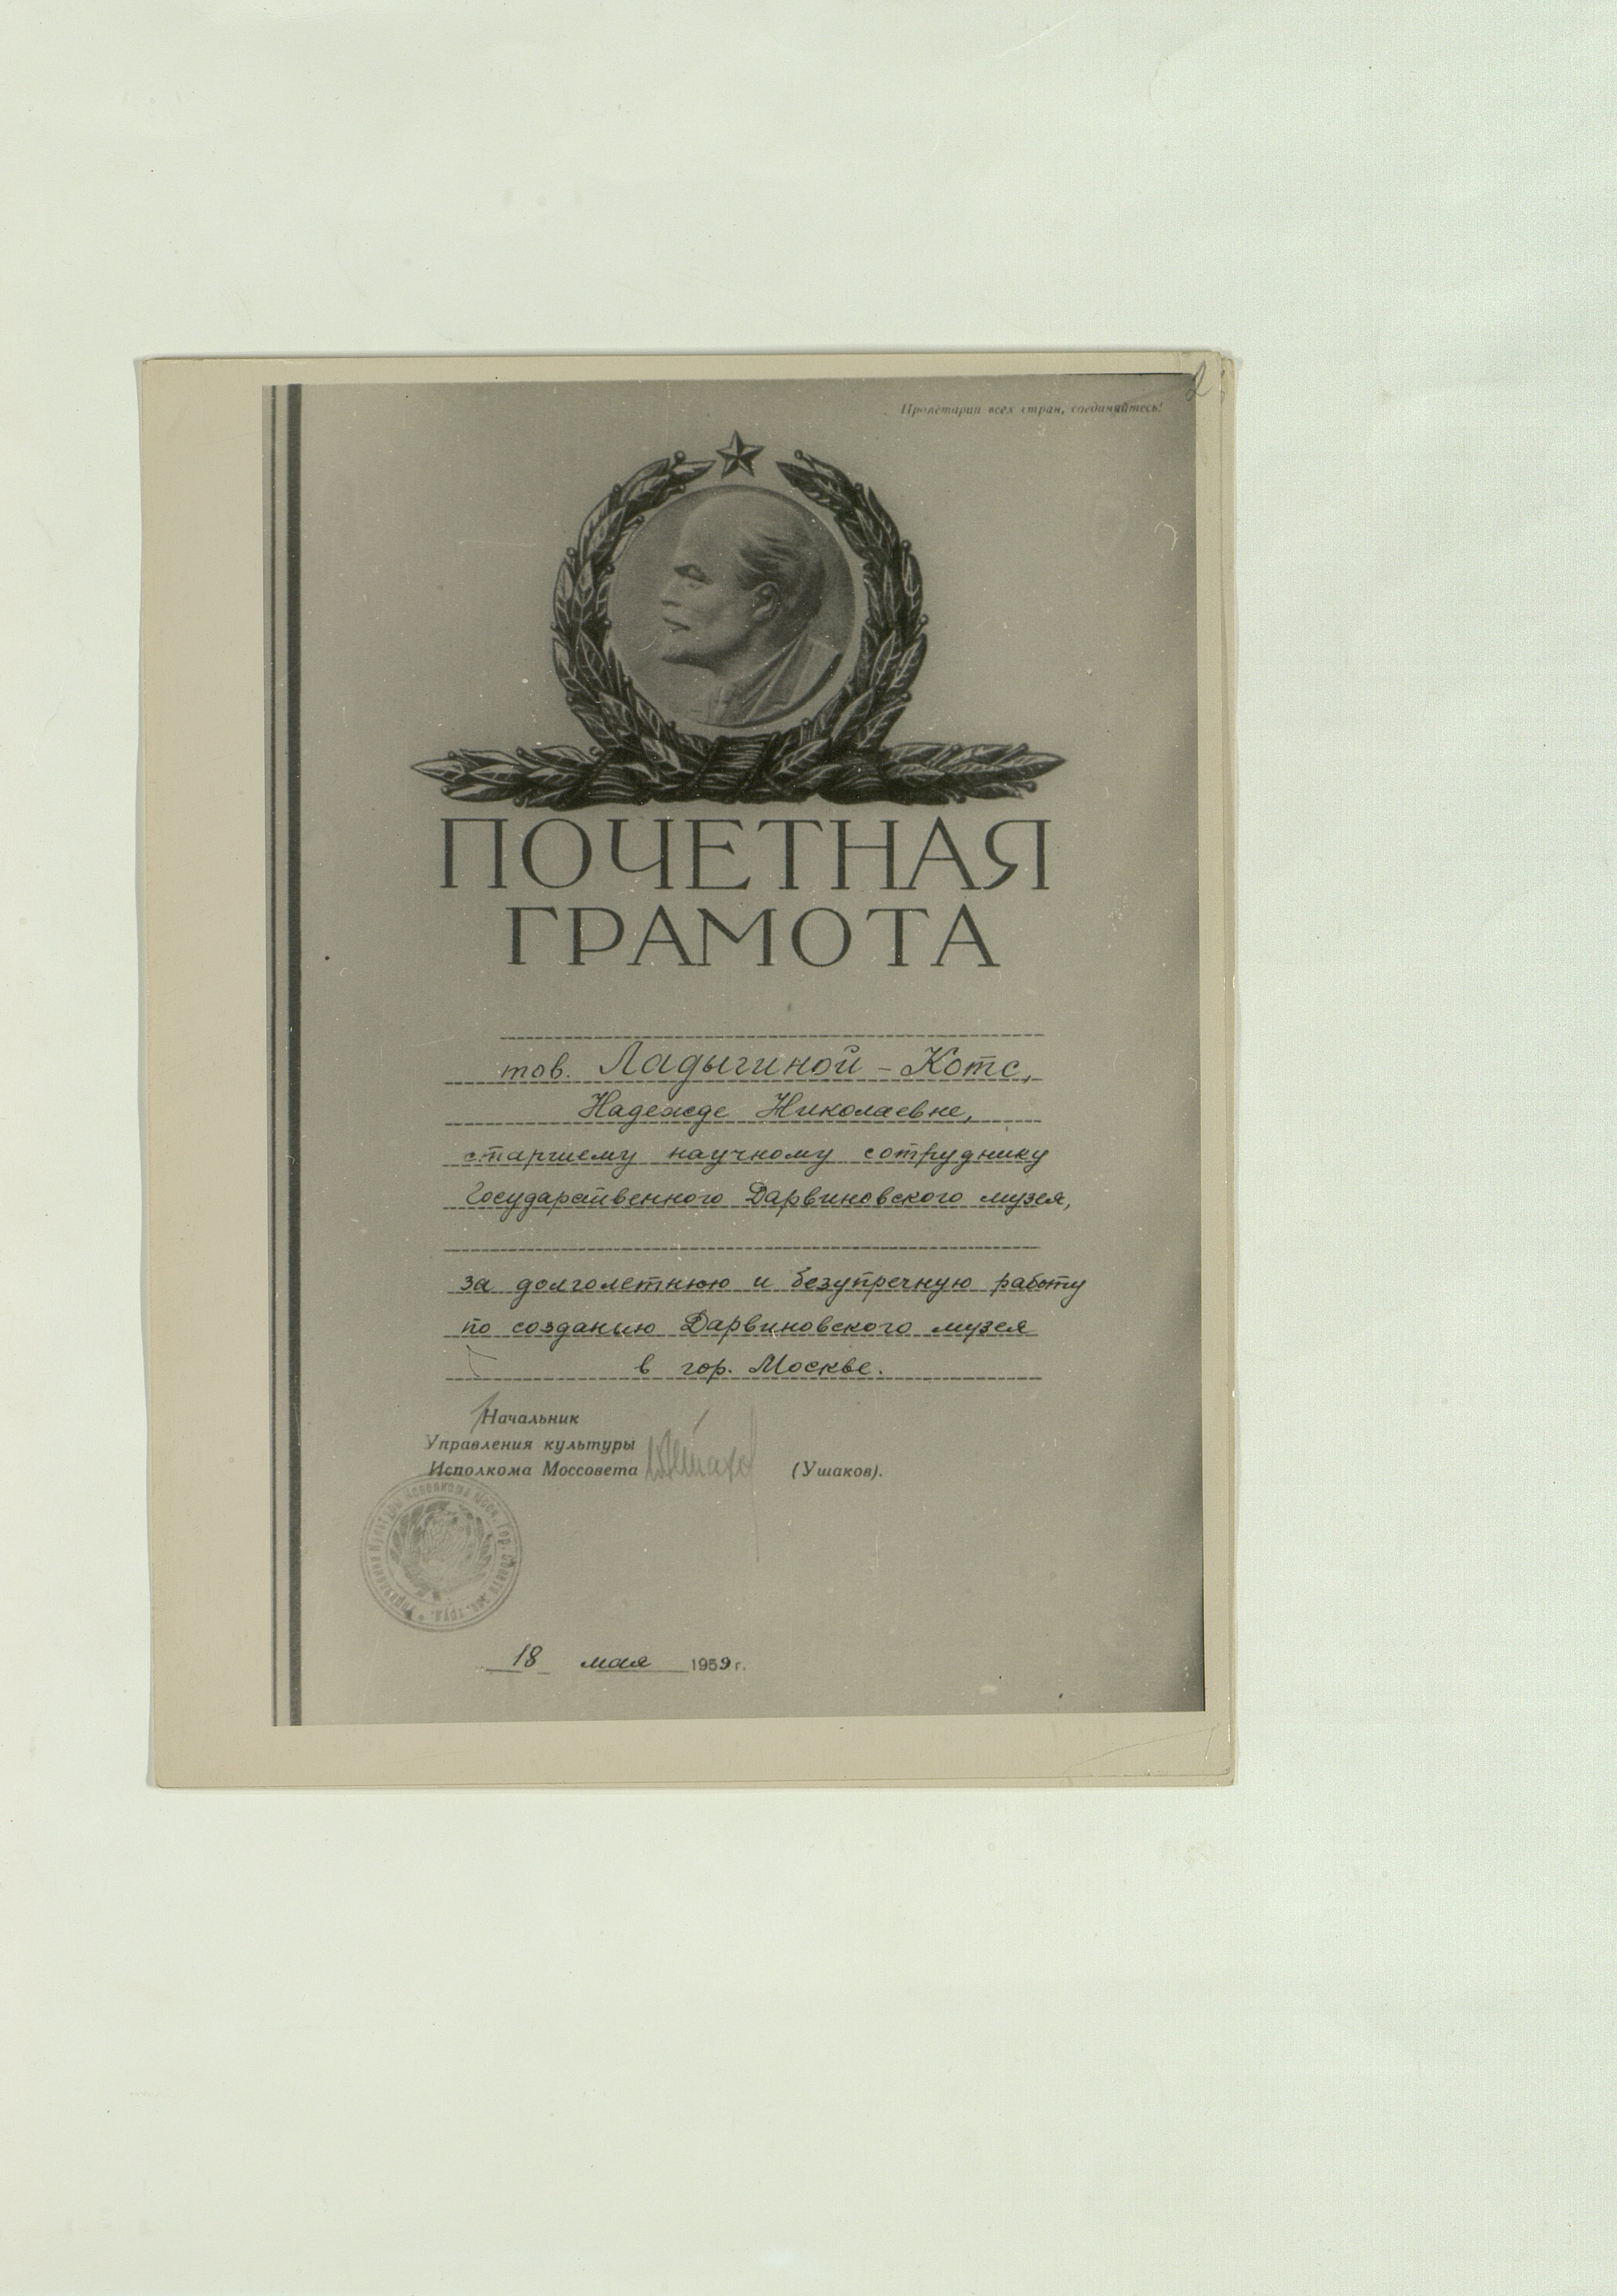 2
Пролетарии всех стран, соединяйтесь!
ПОЧЕТНАЯ
ГРАМОТА
тов. Ладыгиной-Котс,
Надежде Николаевне,
старшему научному сотруднику
Государственного Дарвиновского музея,
за долголетнюю и безупречную работу
по созданию Дарвиновского музея
в гор. Москве.
Начальник
Управления культуры
Исполкома Моссовета (Ушаков).
18 мая 1959 г.